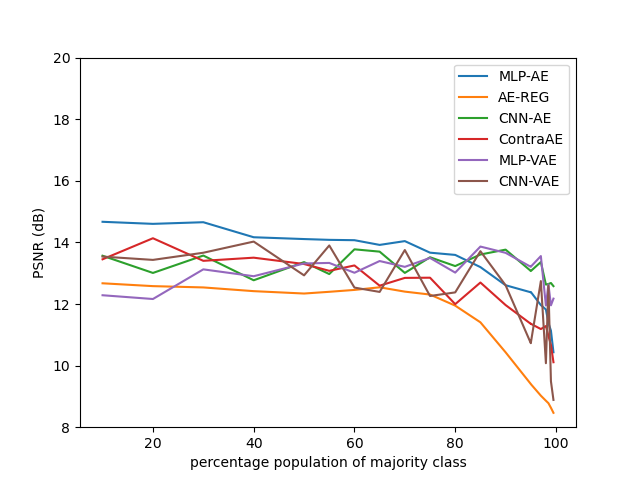 20
18
16
14
12
10
8
PSNR (dB)
MLP-AE
AE-REG
CNN-AE
ContraAE
MLP-VAE
CNN-VAE
20 40 60 80 100
percentage population of majority class